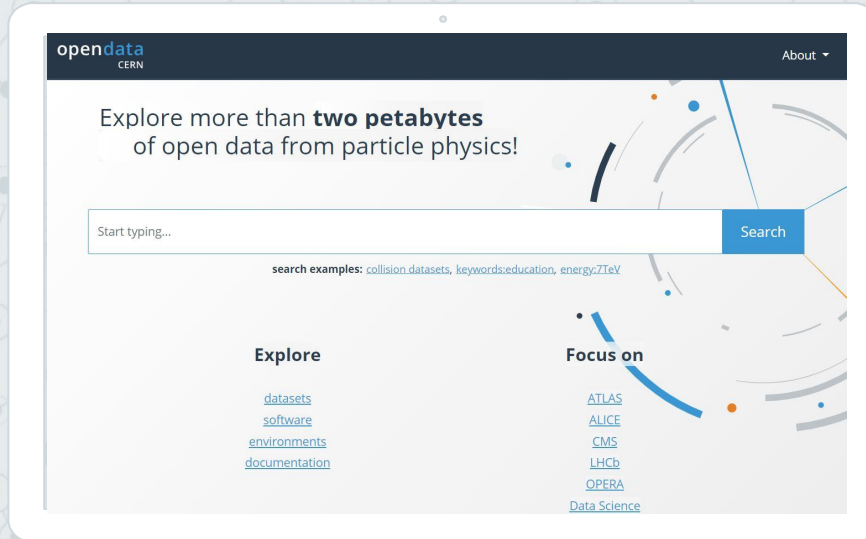 opendata
CERN
About
Explore more than two petabytes
of open data from particle physics!
Start typing...
Search
search examples: collision datasets, keywords:education, energy:7TeV
Explore
datasets
software
environments
documentation
Focus on
ATLAS
ALICE
CMS
LHCb
OPERA
Data Science